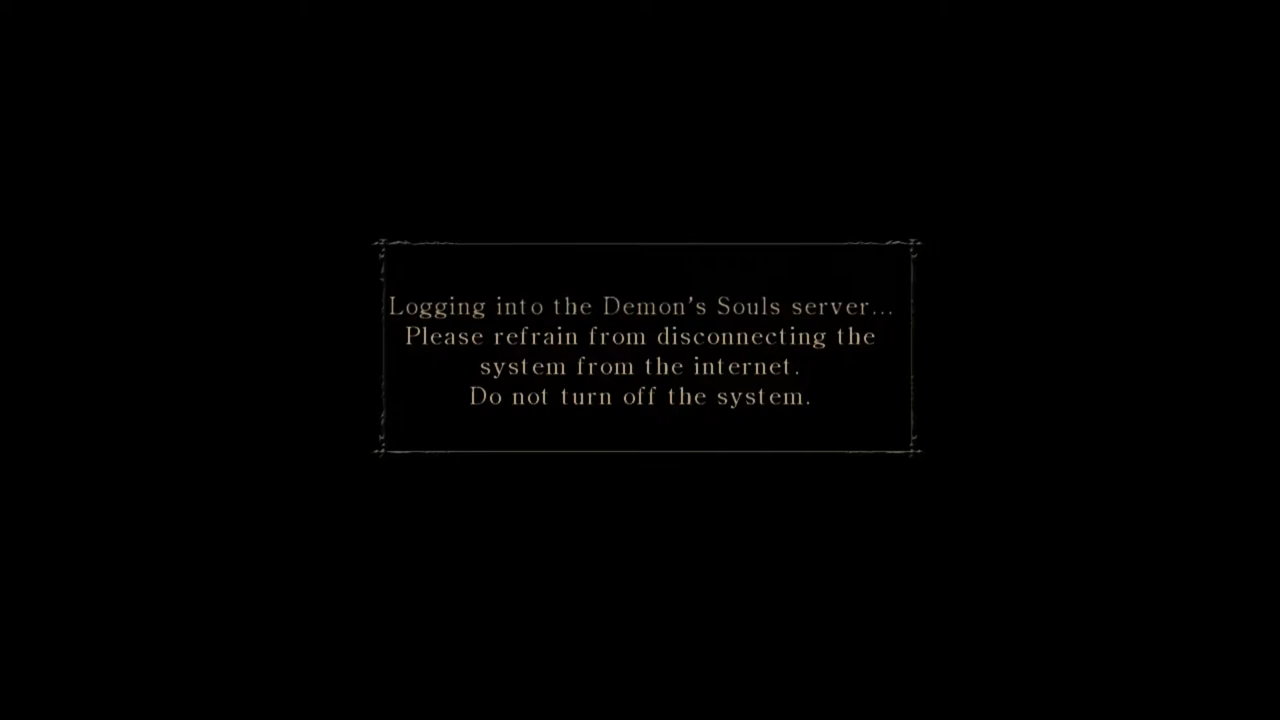 Logging into the Demon's Souls server...
Please refrain from disconnecting the
system from the internet.
Do not turn off the system.